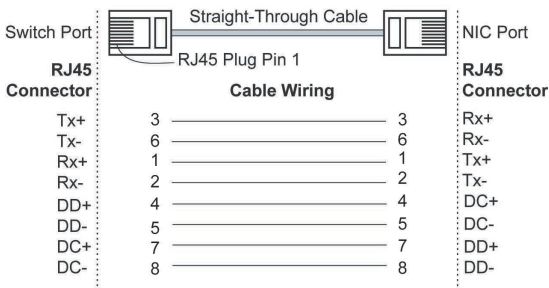 Straight-Through Cable
Switch Port NIC Port
RJ45 Plug Pin 1
RJ45 RJ45
Connector Cable Wiring Connector
Tx+ 3 3 Rx+
Tx- 6 6 Rx-
Rx+ 1 1 Tx+
Rx- 2 2 Tx-
DD+ 4 4 DC+
DD- 5 5 DC-
DC+ 7 7 DD+
DC- 8 8 DD-